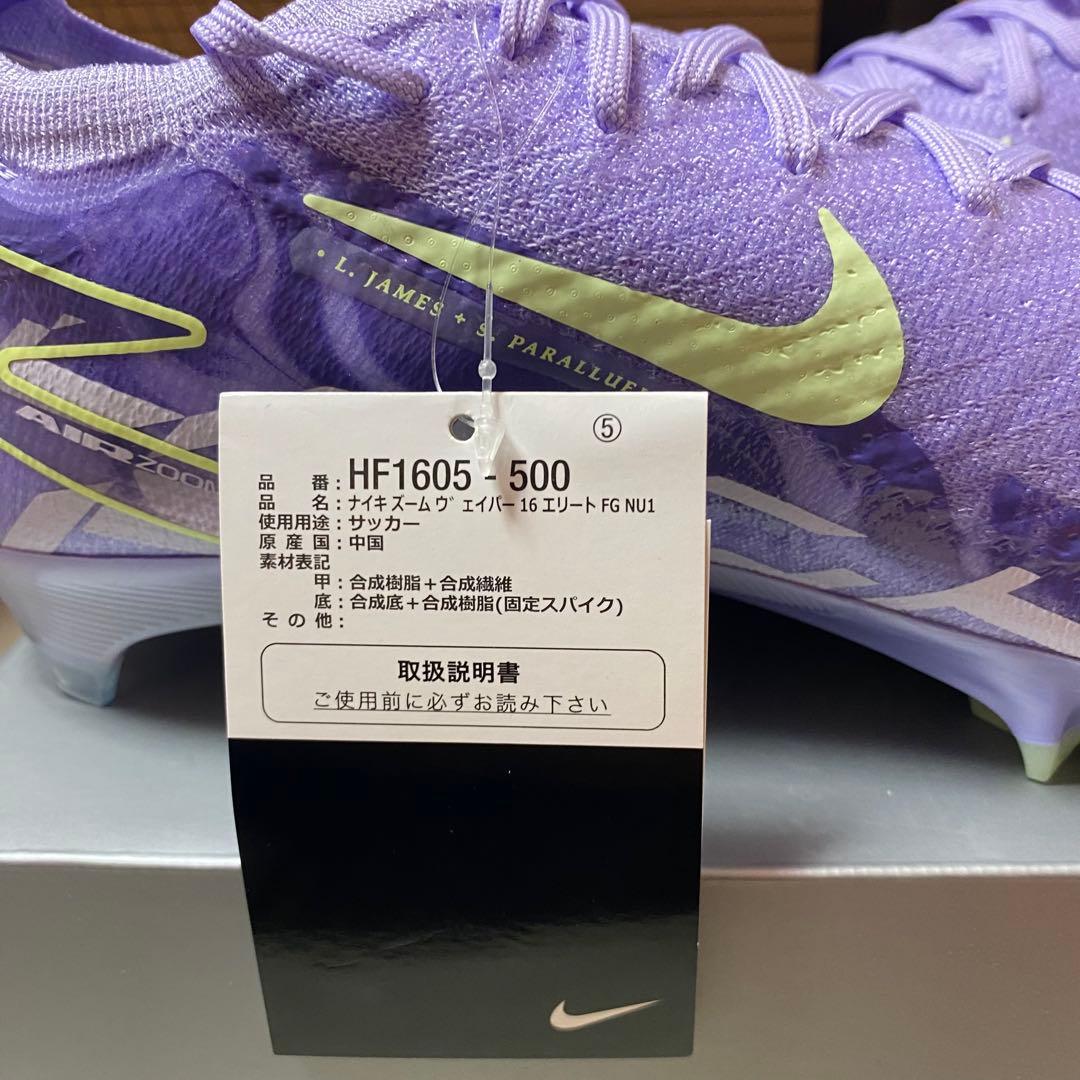 • L. JAMES + S. PARALLUE
AIR ZOOM
⑤
品 番：HF1605 - 500
品 名：ナイキ ズーム ヴェイパー 16 エリート FG NU1
使用用途：サッカー
原産国：中国
素材表記
甲：合成樹脂＋合成繊維
底：合成底＋合成樹脂(固定スパイク)
その他：
取扱説明書
ご使用前に必ずお読み下さい